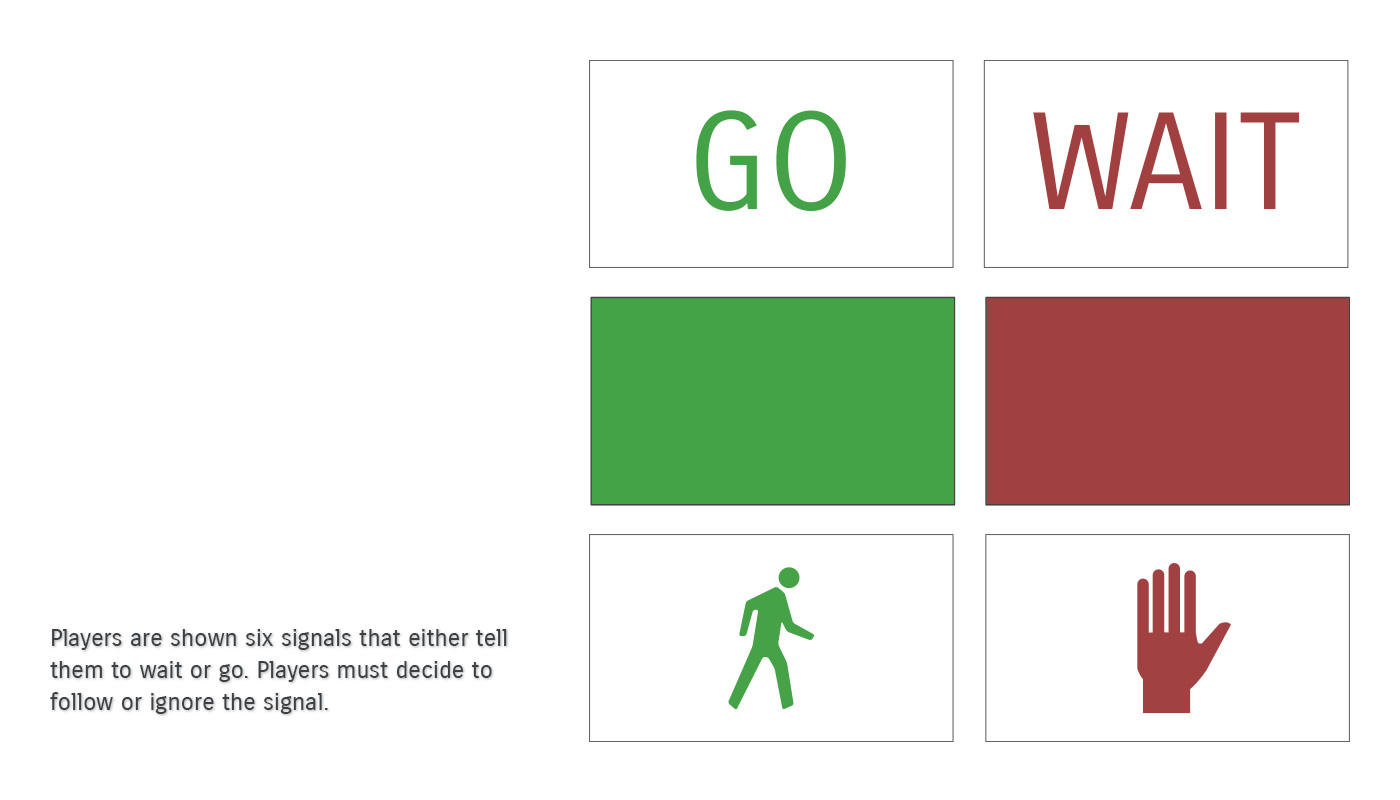 GO
WAIT
Players are shown six signals that either tell
them to wait or go. Players must decide to
follow or ignore the signal.